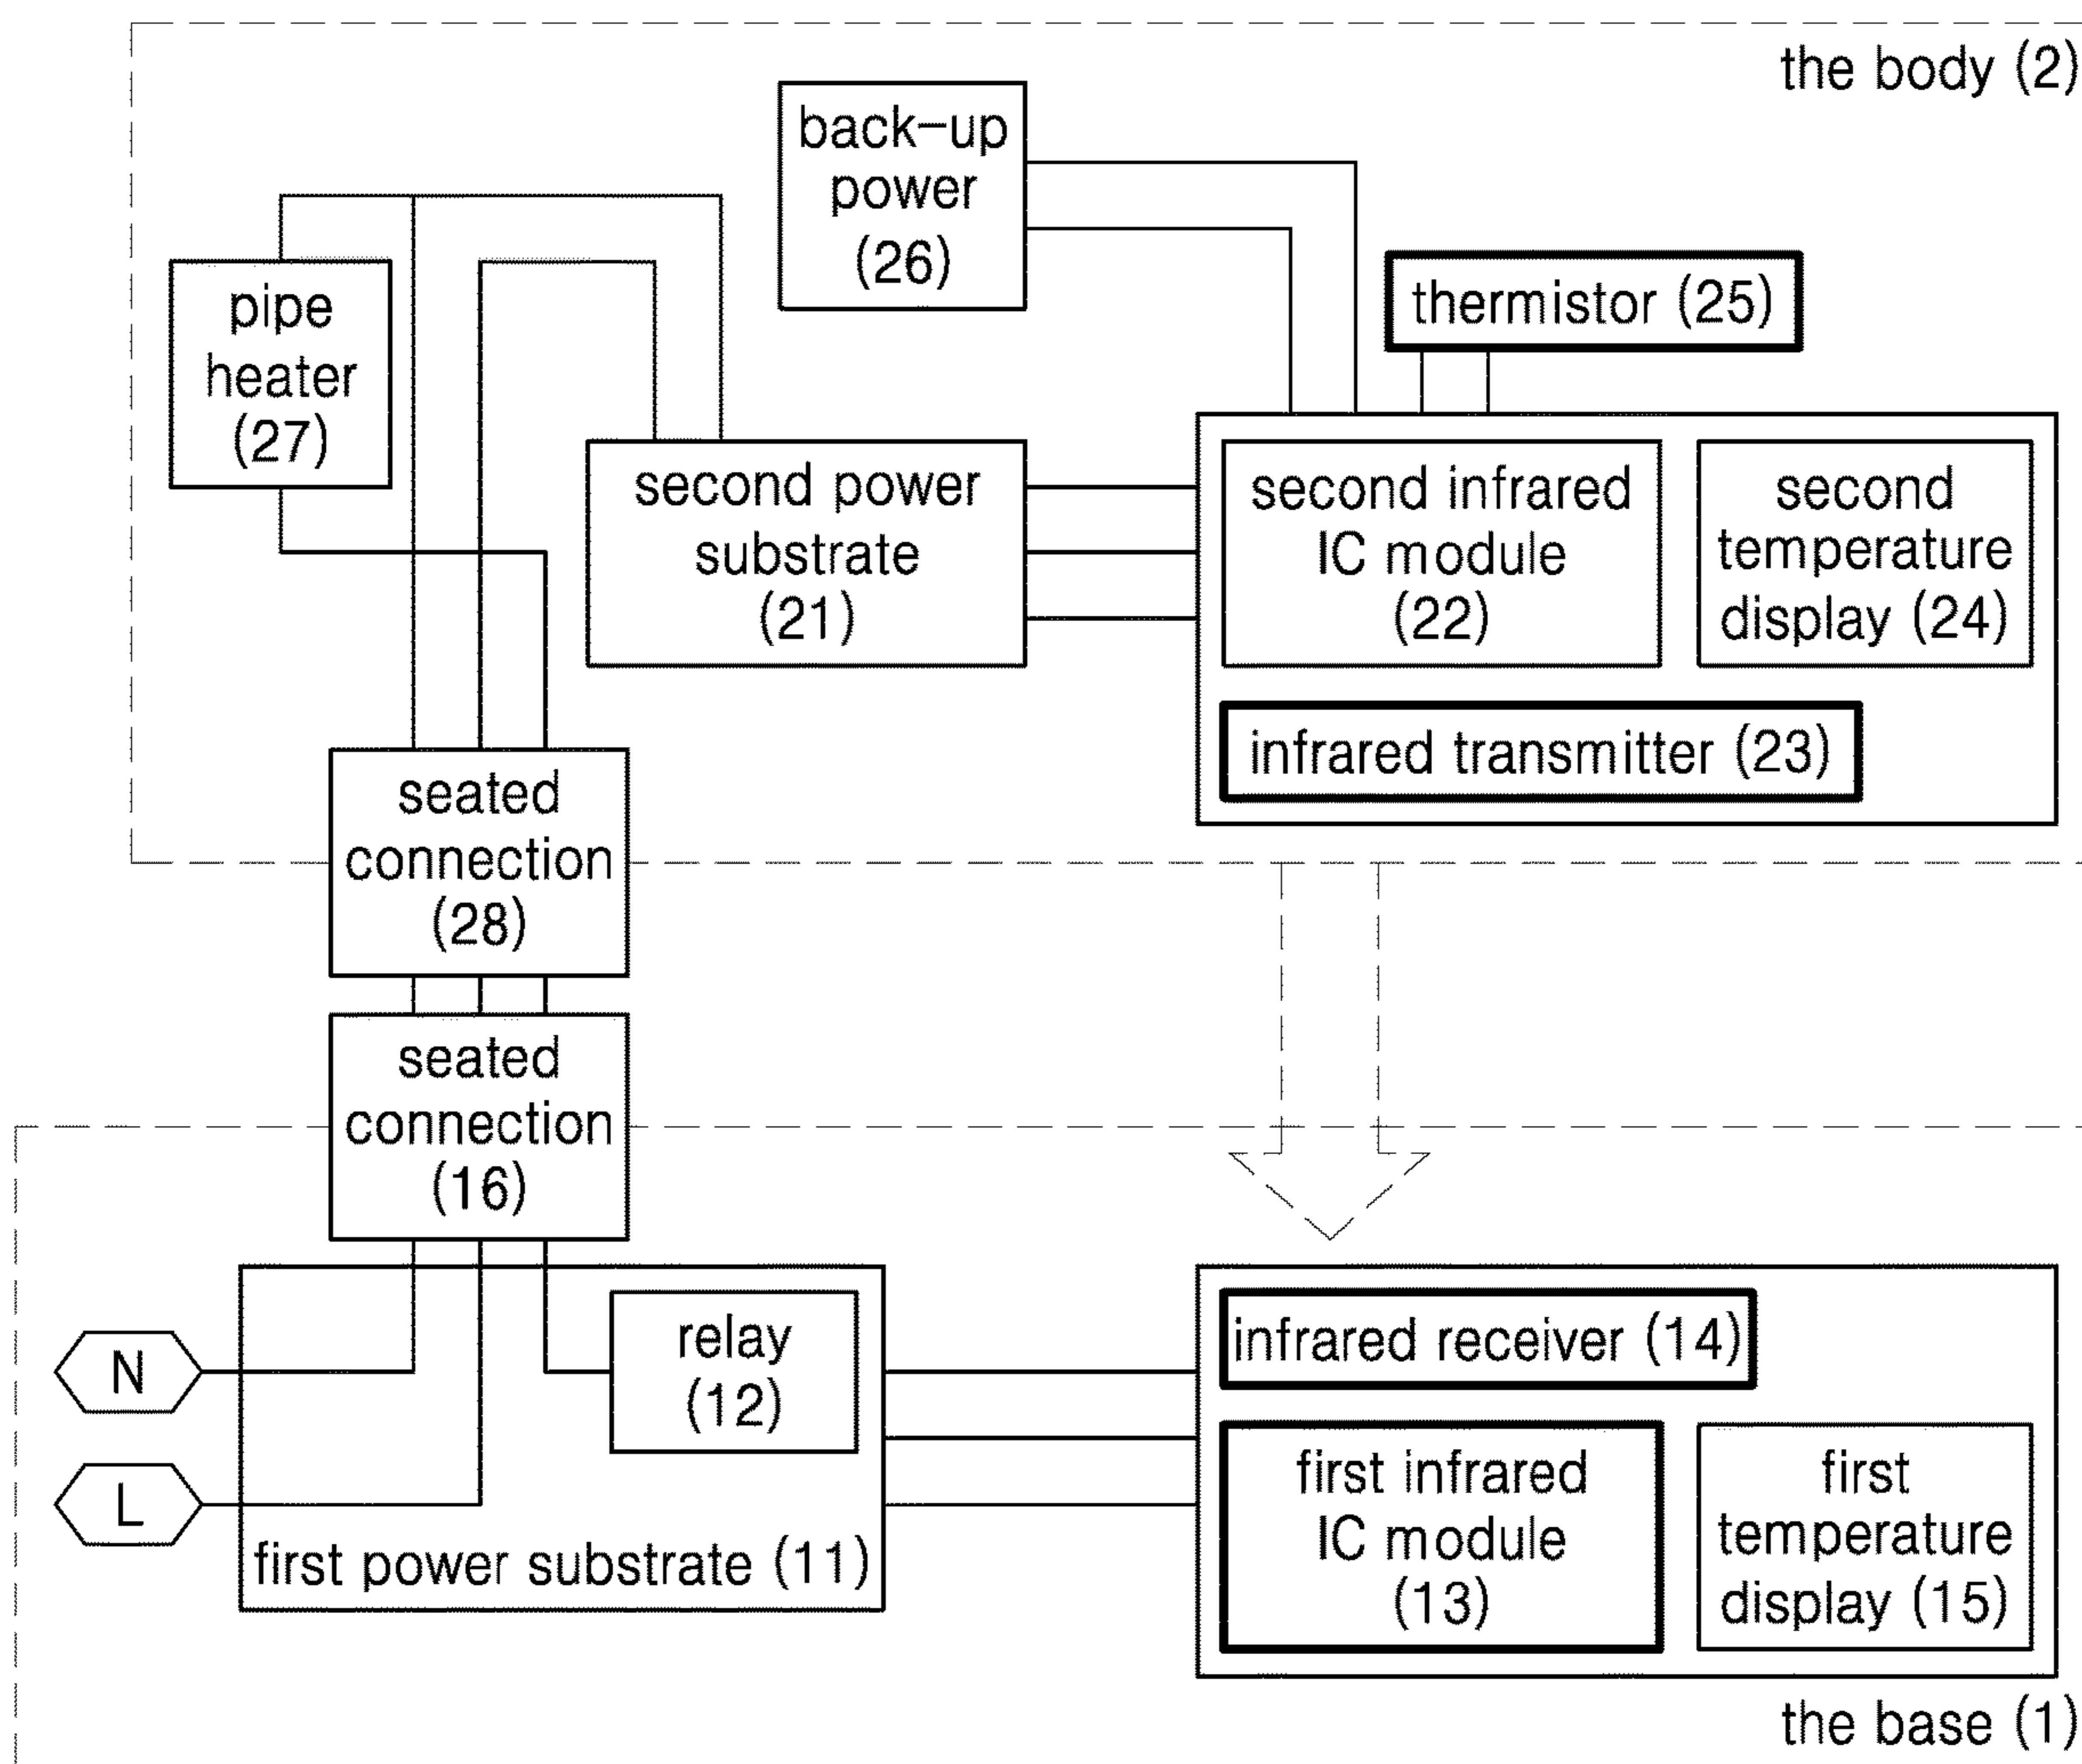 the body (2)
back-up
power
(26)
thermistor (25)
pipe
heater
(27)
second power
substrate
(21)
second infrared
IC module
(22)
second
temperature
display (24)
infrared transmitter (23)
seated
connection
(28)
seated
connection
(16)
relay
(12)
N
L
first power substrate (11)
infrared receiver (14)
first infrared
IC module
(13)
first
temperature
display (15)
the base (1)